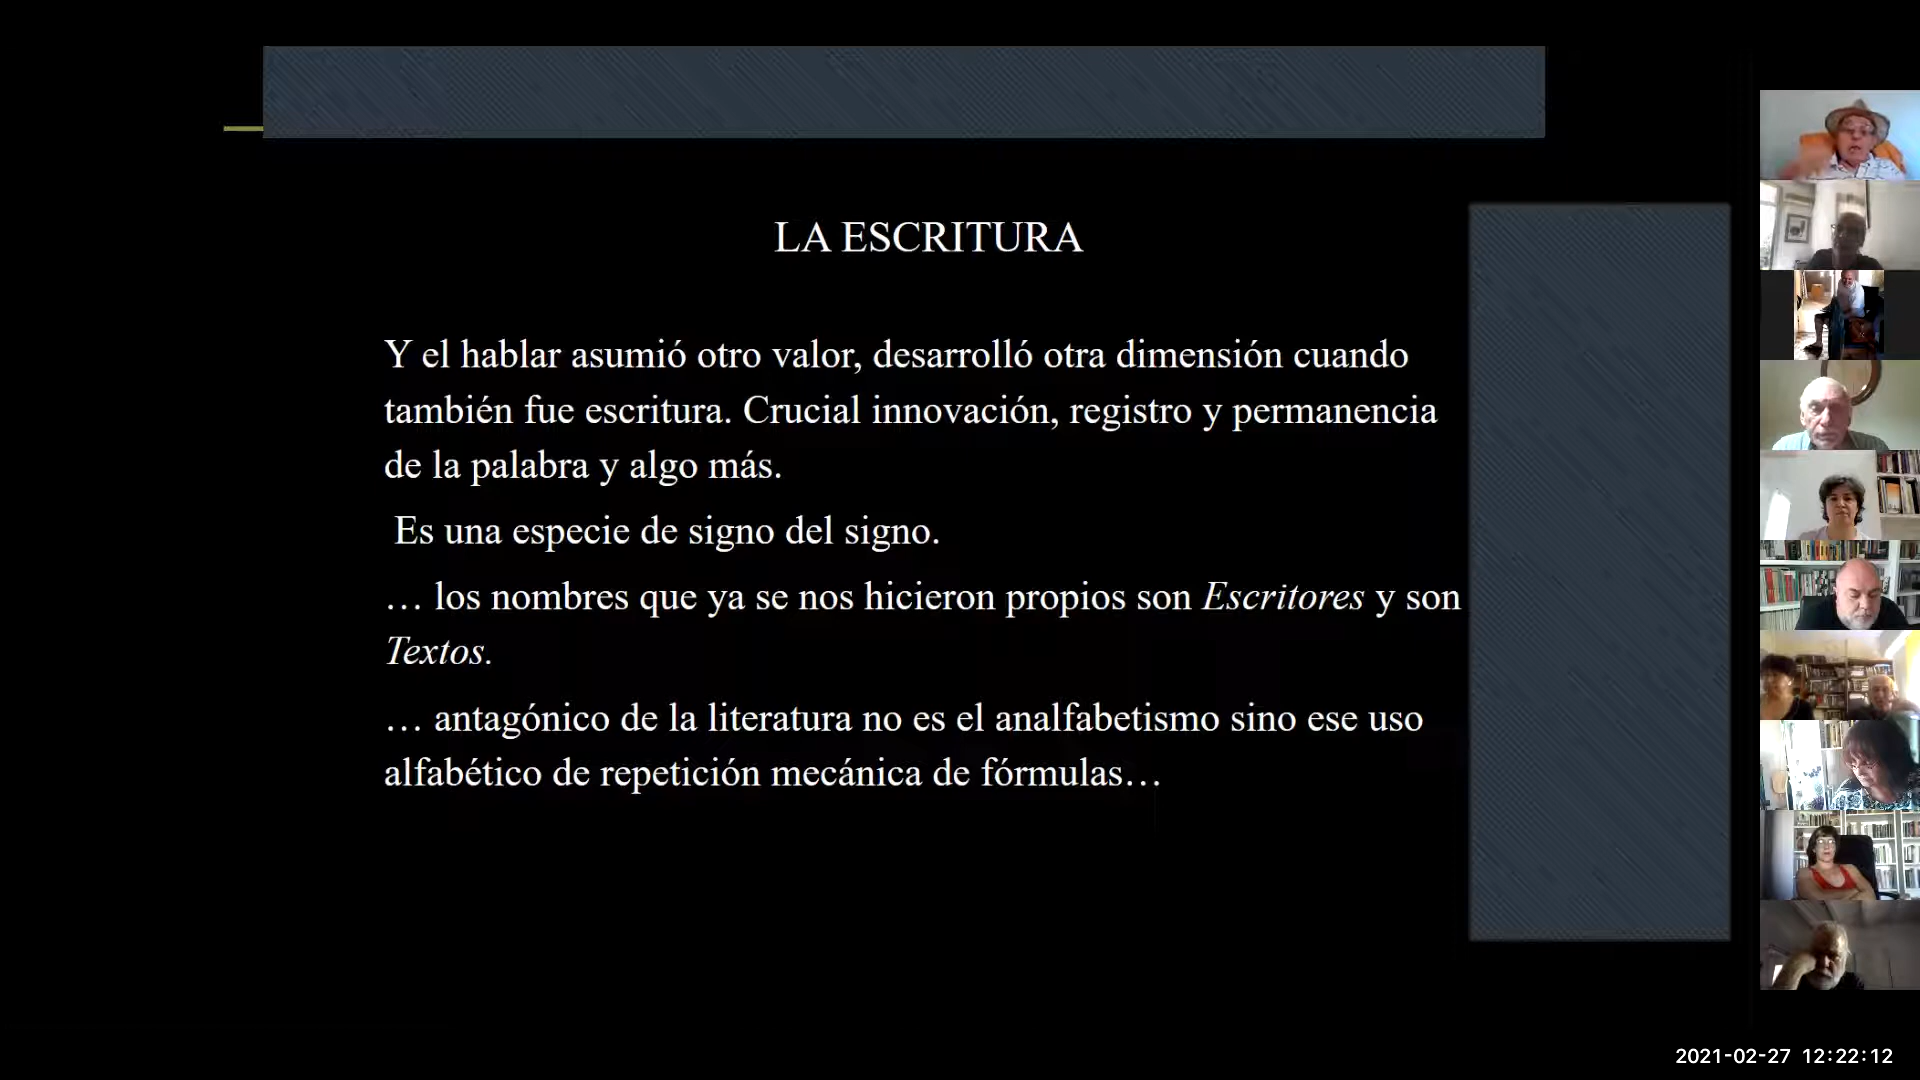 LA ESCRITURA
Y el hablar asumió otro valor, desarrolló otra dimensión cuando
también fue escritura. Crucial innovación, registro y permanencia
de la palabra y algo más.
Es una especie de signo del signo.
… los nombres que ya se nos hicieron propios son Escritores y son
Textos.
… antagónico de la literatura no es el analfabetismo sino ese uso
alfabético de repetición mecánica de fórmulas…
2021-02-27 12:22:12